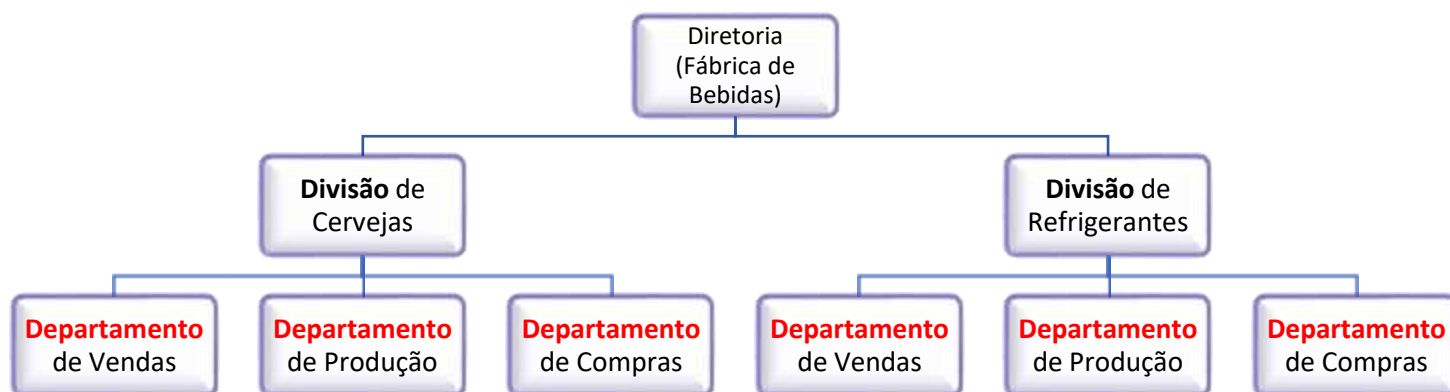 Diretoria
(Fábrica de
Bebidas)
Divisão de
Cervejas
Divisão de
Refrigerantes
Departamento
de Vendas
Departamento
de Produção
Departamento
de Compras
Departamento
de Vendas
Departamento
de Produção
Departamento
de Compras